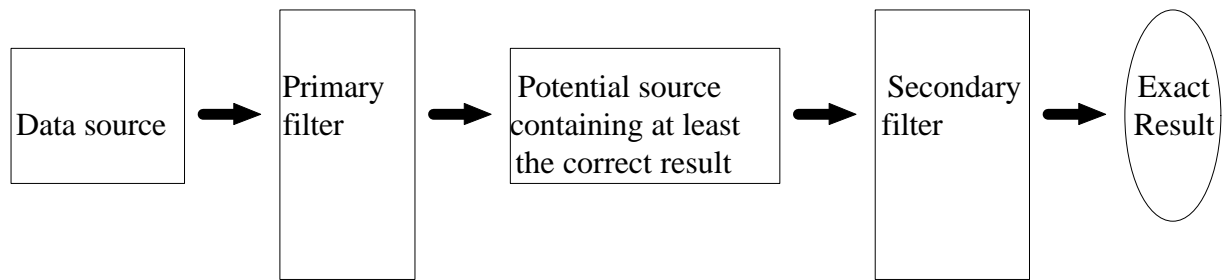 Data source
Primary
filter
Potential source
containing at least
the correct result
Secondary
filter
Exact
Result